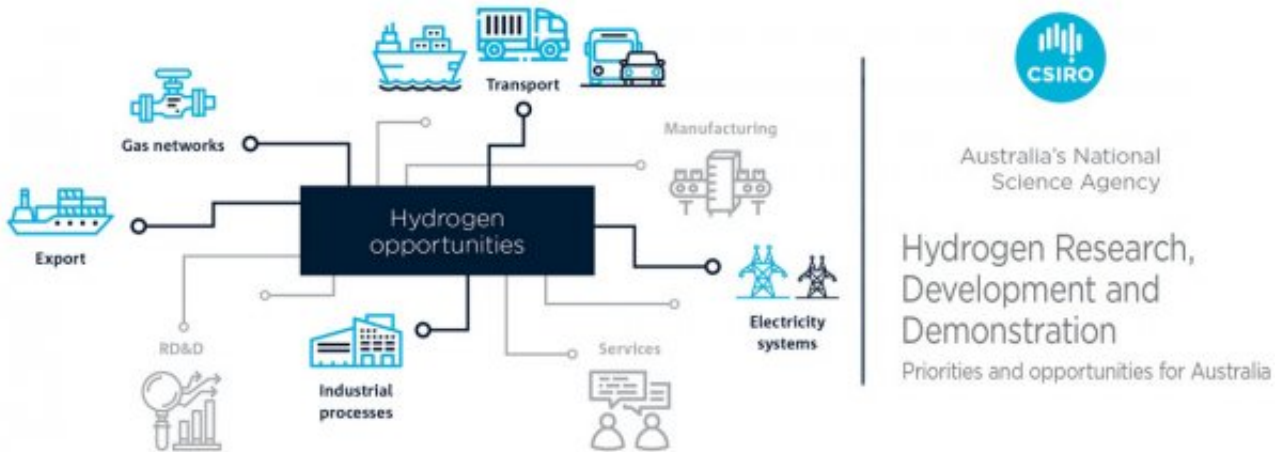 Transport
Manufacturing
Gas networks
Hydrogen
opportunities
Export
Electricity
systems
RD&D
Services
Industrial
processes
CSIRO
Australia's National
Science Agency
Hydrogen Research,
Development and
Demonstration
Priorities and opportunities for Australia